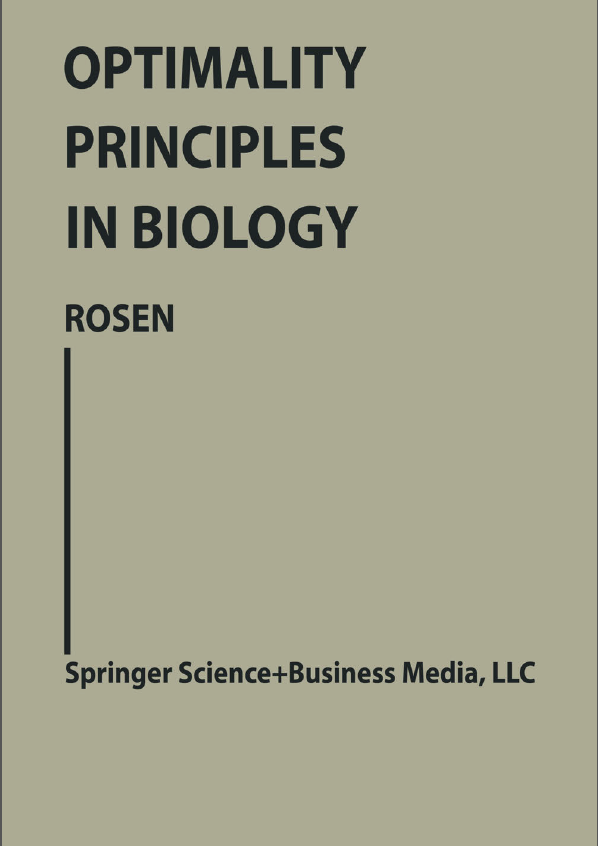 OPTIMALITY
PRINCIPLES
IN BIOLOGY
ROSEN
Springer Science+Business Media, LLC